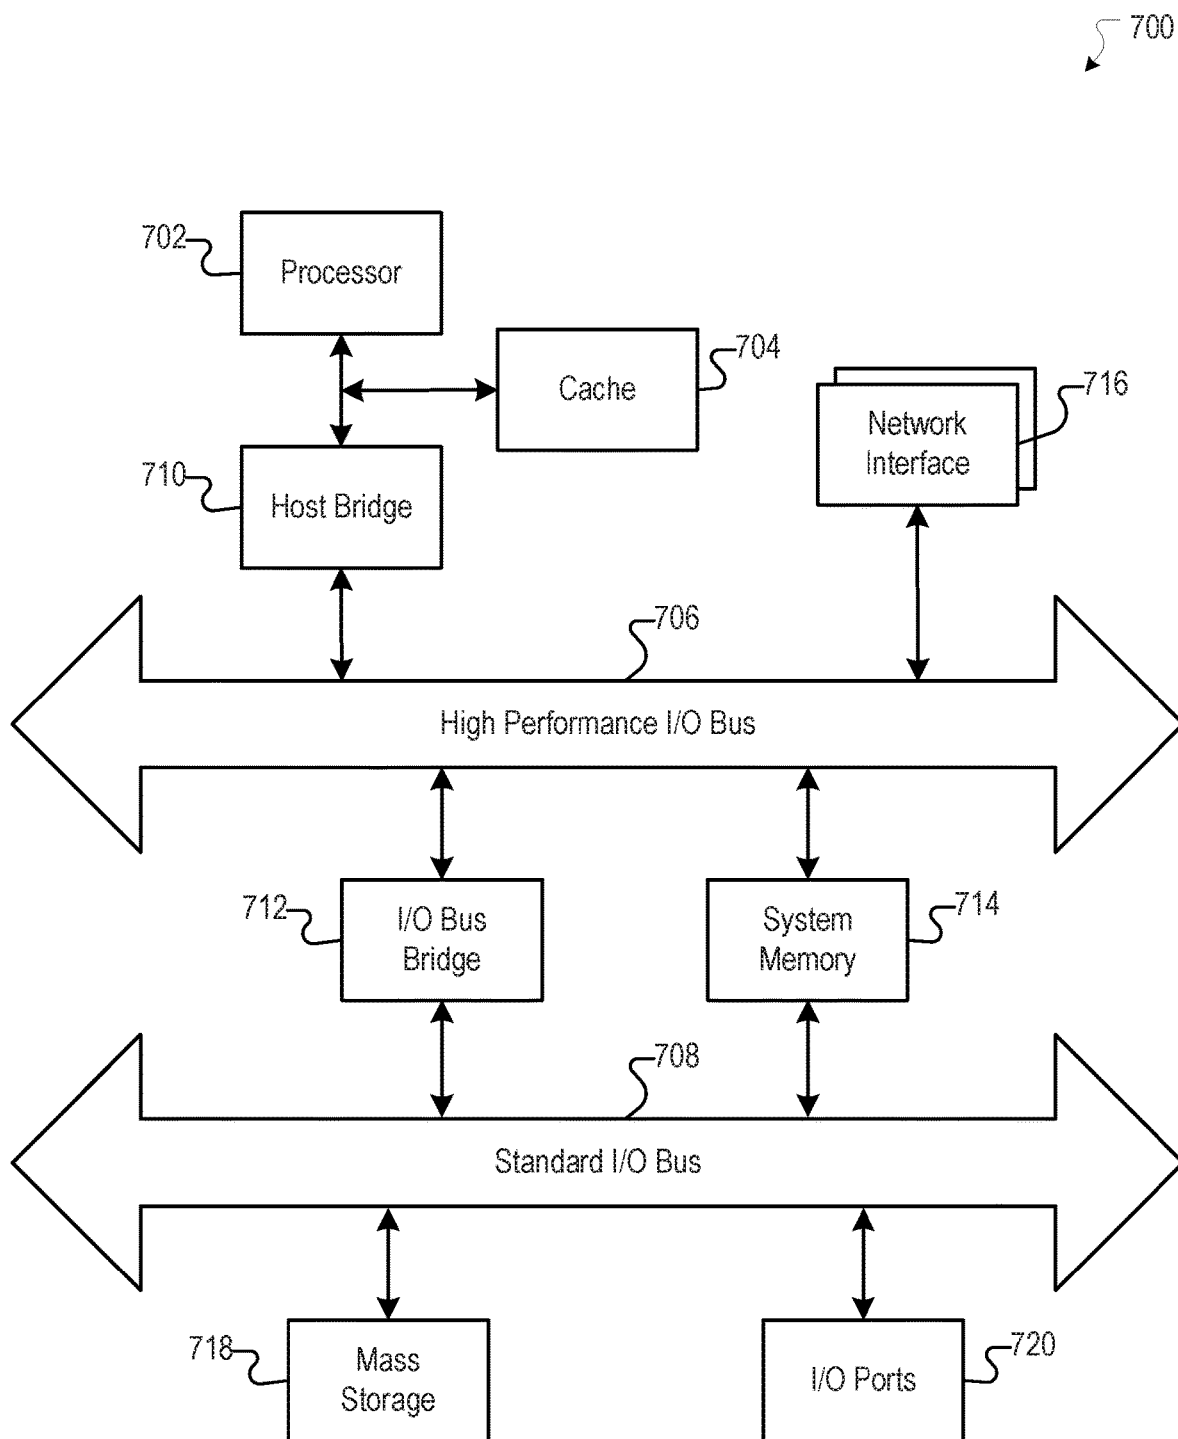 700
702
Processor
704
Cache
716
Network
Interface
710
Host Bridge
706
High Performance I/O Bus
712
I/O Bus
Bridge
714
System
Memory
708
Standard I/O Bus
718
Mass
Storage
720
I/O Ports